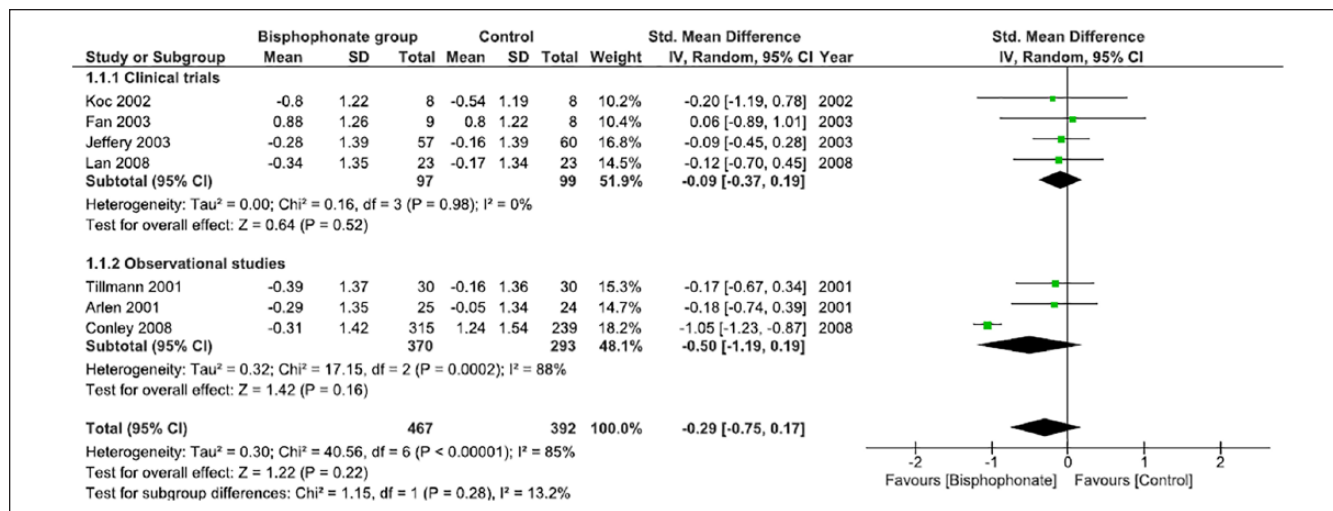 Bisphophonate group Control Std. Mean Difference Std. Mean Difference
Study or Subgroup Mean SD Total Mean SD Total Weight IV, Random, 95% CI Year IV, Random, 95% CI
1.1.1 Clinical trials
Koc 2002 -0.8 1.22 8 -0.54 1.19 8 10.2% -0.20 [-1.19, 0.78] 2002
Fan 2003 0.88 1.26 9 0.8 1.22 8 10.4% 0.06 [-0.89, 1.01] 2003
Jeffery 2003 -0.28 1.39 57 -0.16 1.39 60 16.8% -0.09 [-0.45, 0.28] 2003
Lan 2008 -0.34 1.35 23 -0.17 1.34 23 14.5% -0.12 [-0.70, 0.45] 2008
Subtotal (95% CI) 97 99 51.9% -0.09 [-0.37, 0.19]
Heterogeneity: Tau² = 0.00; Chi² = 0.16, df = 3 (P = 0.98); I² = 0%
Test for overall effect: Z = 0.64 (P = 0.52)
1.1.2 Observational studies
Tillmann 2001 -0.39 1.37 30 -0.16 1.36 30 15.3% -0.17 [-0.67, 0.34] 2001
Arlen 2001 -0.29 1.35 25 -0.05 1.34 24 14.7% -0.18 [-0.74, 0.39] 2001
Conley 2008 -0.31 1.42 315 1.24 1.54 239 18.2% -1.05 [-1.23, -0.87] 2008
Subtotal (95% CI) 370 293 48.1% -0.50 [-1.19, 0.19]
Heterogeneity: Tau² = 0.32; Chi² = 17.15, df = 2 (P = 0.0002); I² = 88%
Test for overall effect: Z = 1.42 (P = 0.16)
Total (95% CI) 467 392 100.0% -0.29 [-0.75, 0.17]
Heterogeneity: Tau² = 0.30; Chi² = 40.56, df = 6 (P < 0.00001); I² = 85%
Test for overall effect: Z = 1.22 (P = 0.22)
Test for subgroup differences: Chi² = 1.15, df = 1 (P = 0.28), I² = 13.2%
-2 -1 0 1 2
Favours [Bisphophonate] Favours [Control]